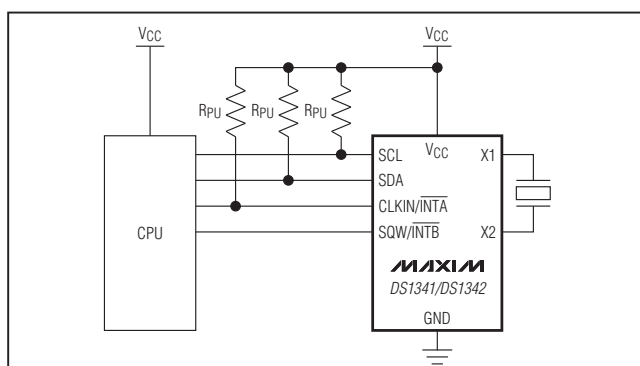 VCC VCC
RPU RPU RPU
SCL VCC X1
SDA
CLKIN/INTA
CPU SQW/INTB X2
MAXIM
DS1341/DS1342
GND